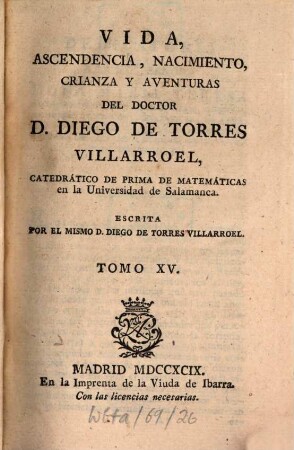 VIDA,
ASCENDENCIA, NACIMIENTO,
CRIANZA Y AVENTURAS
DEL DOCTOR
D. DIEGO DE TORRES
VILLARROEL,
CATEDRÁTICO DE PRIMA DE MATEMÁTICAS
en la Universidad de Salamanca.
ESCRITA
POR EL MISMO D. DIEGO DE TORRES VILLARROEL.
TOMO XV.
MADRID MDCCXCIX.
En la Imprenta de la Viuda de Ibarra.
Con las licencias necesarias.
/69/26